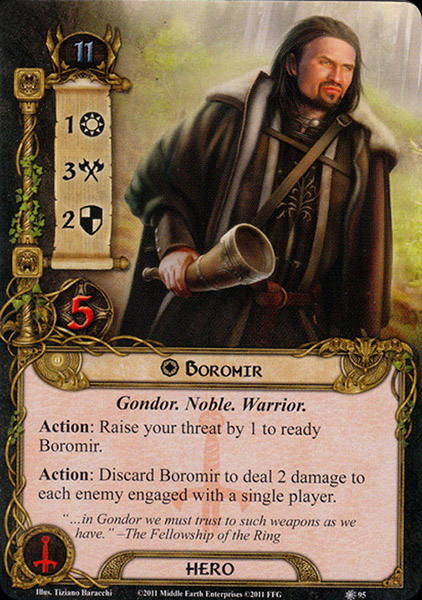 11
1
3
2
5
Boromir
Gondor. Noble. Warrior.
Action: Raise your threat by 1 to ready
Boromir.
Action: Discard Boromir to deal 2 damage to
each enemy engaged with a single player.
“…in Gondor we must trust to such weapons as we
have.” –The Fellowship of the Ring
HERO
Illus. Tiziano Baracchi ©2011 Middle Earth Enterprises ©2011 FFG 95